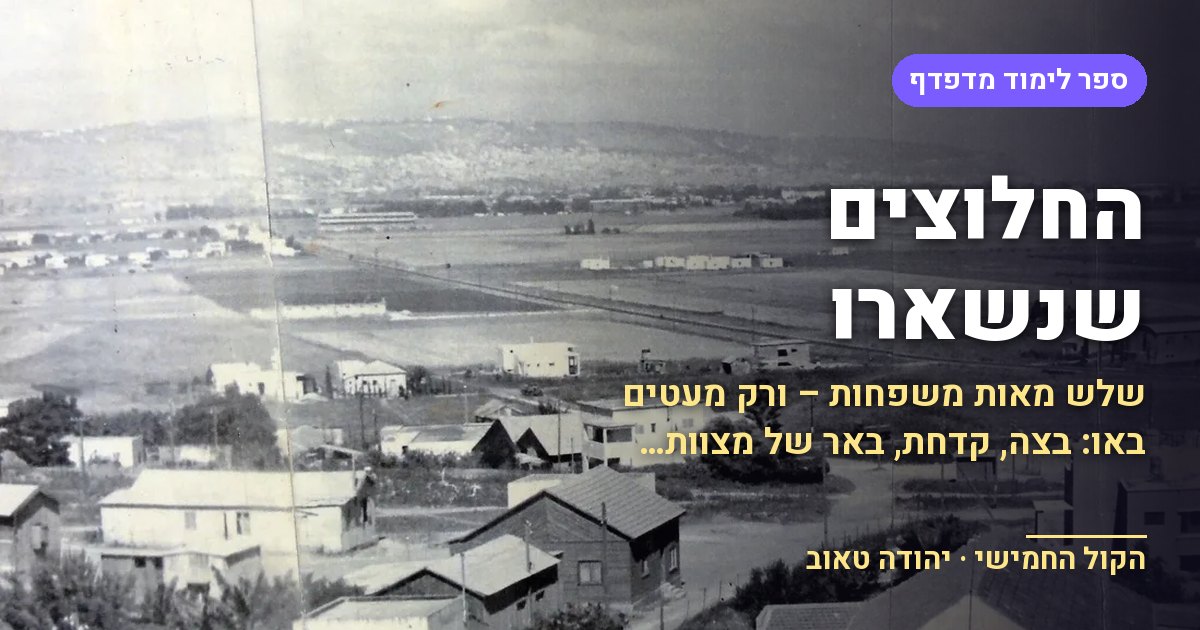 ספר לימוד מדפדף
החלוצים
שנשארו
שלש מאות משפחות – ורק מעטים
באו: בצה, קדחת, באר של מצוות...
הקול החמישי · יהודה טאוב